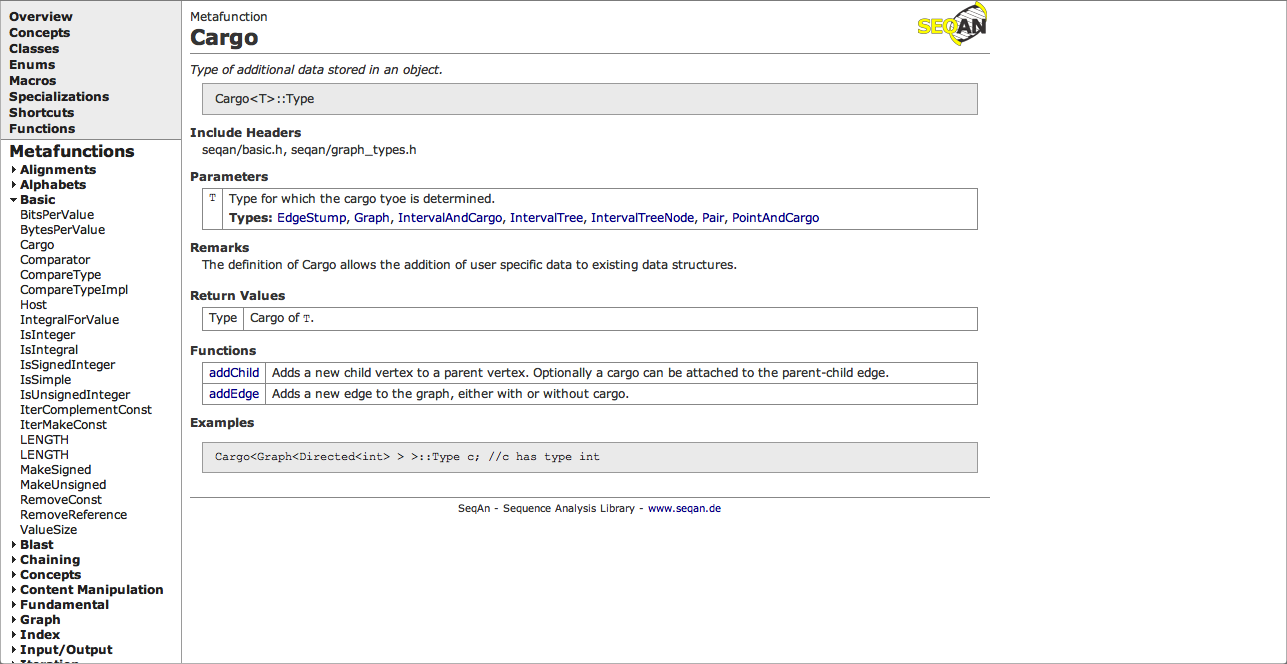 Overview
Concepts
Classes
Enums
Macros
Specializations
Shortcuts
Functions
Metafunctions
Alignments
Alphabets
Basic
BitsPerValue
BytesPerValue
Cargo
Comparator
CompareType
CompareTypeImpl
Host
IntegralForValue
IsInteger
IsIntegral
IsSignedInteger
IsSimple
IsUnsignedInteger
IterComplementConst
IterMakeConst
LENGTH
LENGTH
MakeSigned
MakeUnsigned
RemoveConst
RemoveReference
ValueSize
Blast
Chaining
Concepts
Content Manipulation
Fundamental
Graph
Index
Input/Output
Iteration
Metafunction
Cargo
SEQAN
Type of additional data stored in an object.
Cargo<T>::Type
Include Headers
seqan/basic.h, seqan/graph_types.h
Parameters
T Type for which the cargo tyoe is determined.
Types: EdgeStump, Graph, IntervalAndCargo, IntervalTree, IntervalTreeNode, Pair, PointAndCargo
Remarks
The definition of Cargo allows the addition of user specific data to existing data structures.
Return Values
Type Cargo of T.
Functions
addChild Adds a new child vertex to a parent vertex. Optionally a cargo can be attached to the parent-child edge.
addEdge Adds a new edge to the graph, either with or without cargo.
Examples
Cargo<Graph<Directed<int> > >::Type c; //c has type int
SeqAn - Sequence Analysis Library - www.seqan.de